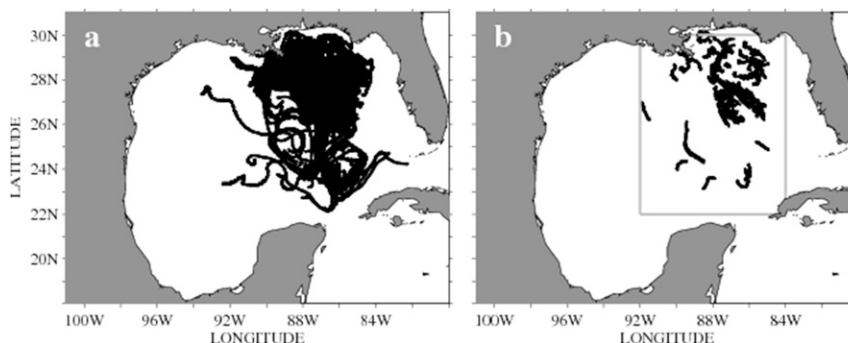 a
b
30N
28N
26N
24N
22N
20N
LATITUDE
100W 96W 92W 88W 84W
LONGITUDE
100W 96W 92W 88W 84W
LONGITUDE